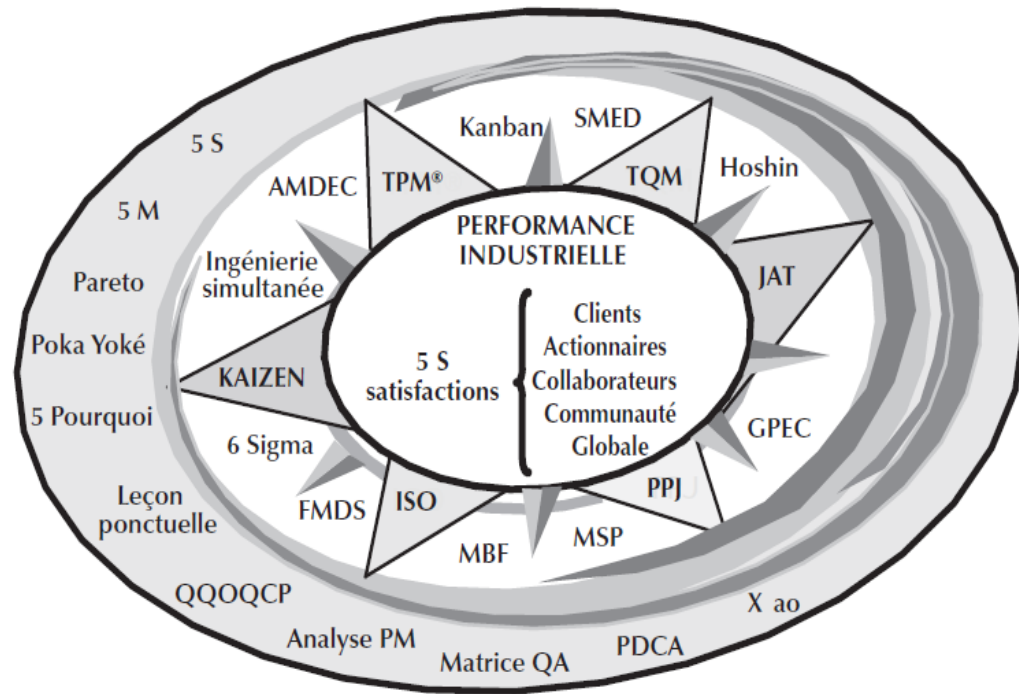 5 S
5 M
Pareto
Poka Yoké
5 Pourquoi
Leçon
ponctuelle
QQOQCP
Analyse PM
Matrice QA
PDCA
X ao
Kanban
SMED
Hoshin
AMDEC
TPM®
TQM
JAT
Ingénierie
simultanée
KAIZEN
6 Sigma
FMDS
ISO
MBF
MSP
PPJ
GPEC
PERFORMANCE
INDUSTRIELLE
5 S
satisfactions
Clients
Actionnaires
Collaborateurs
Communauté
Globale